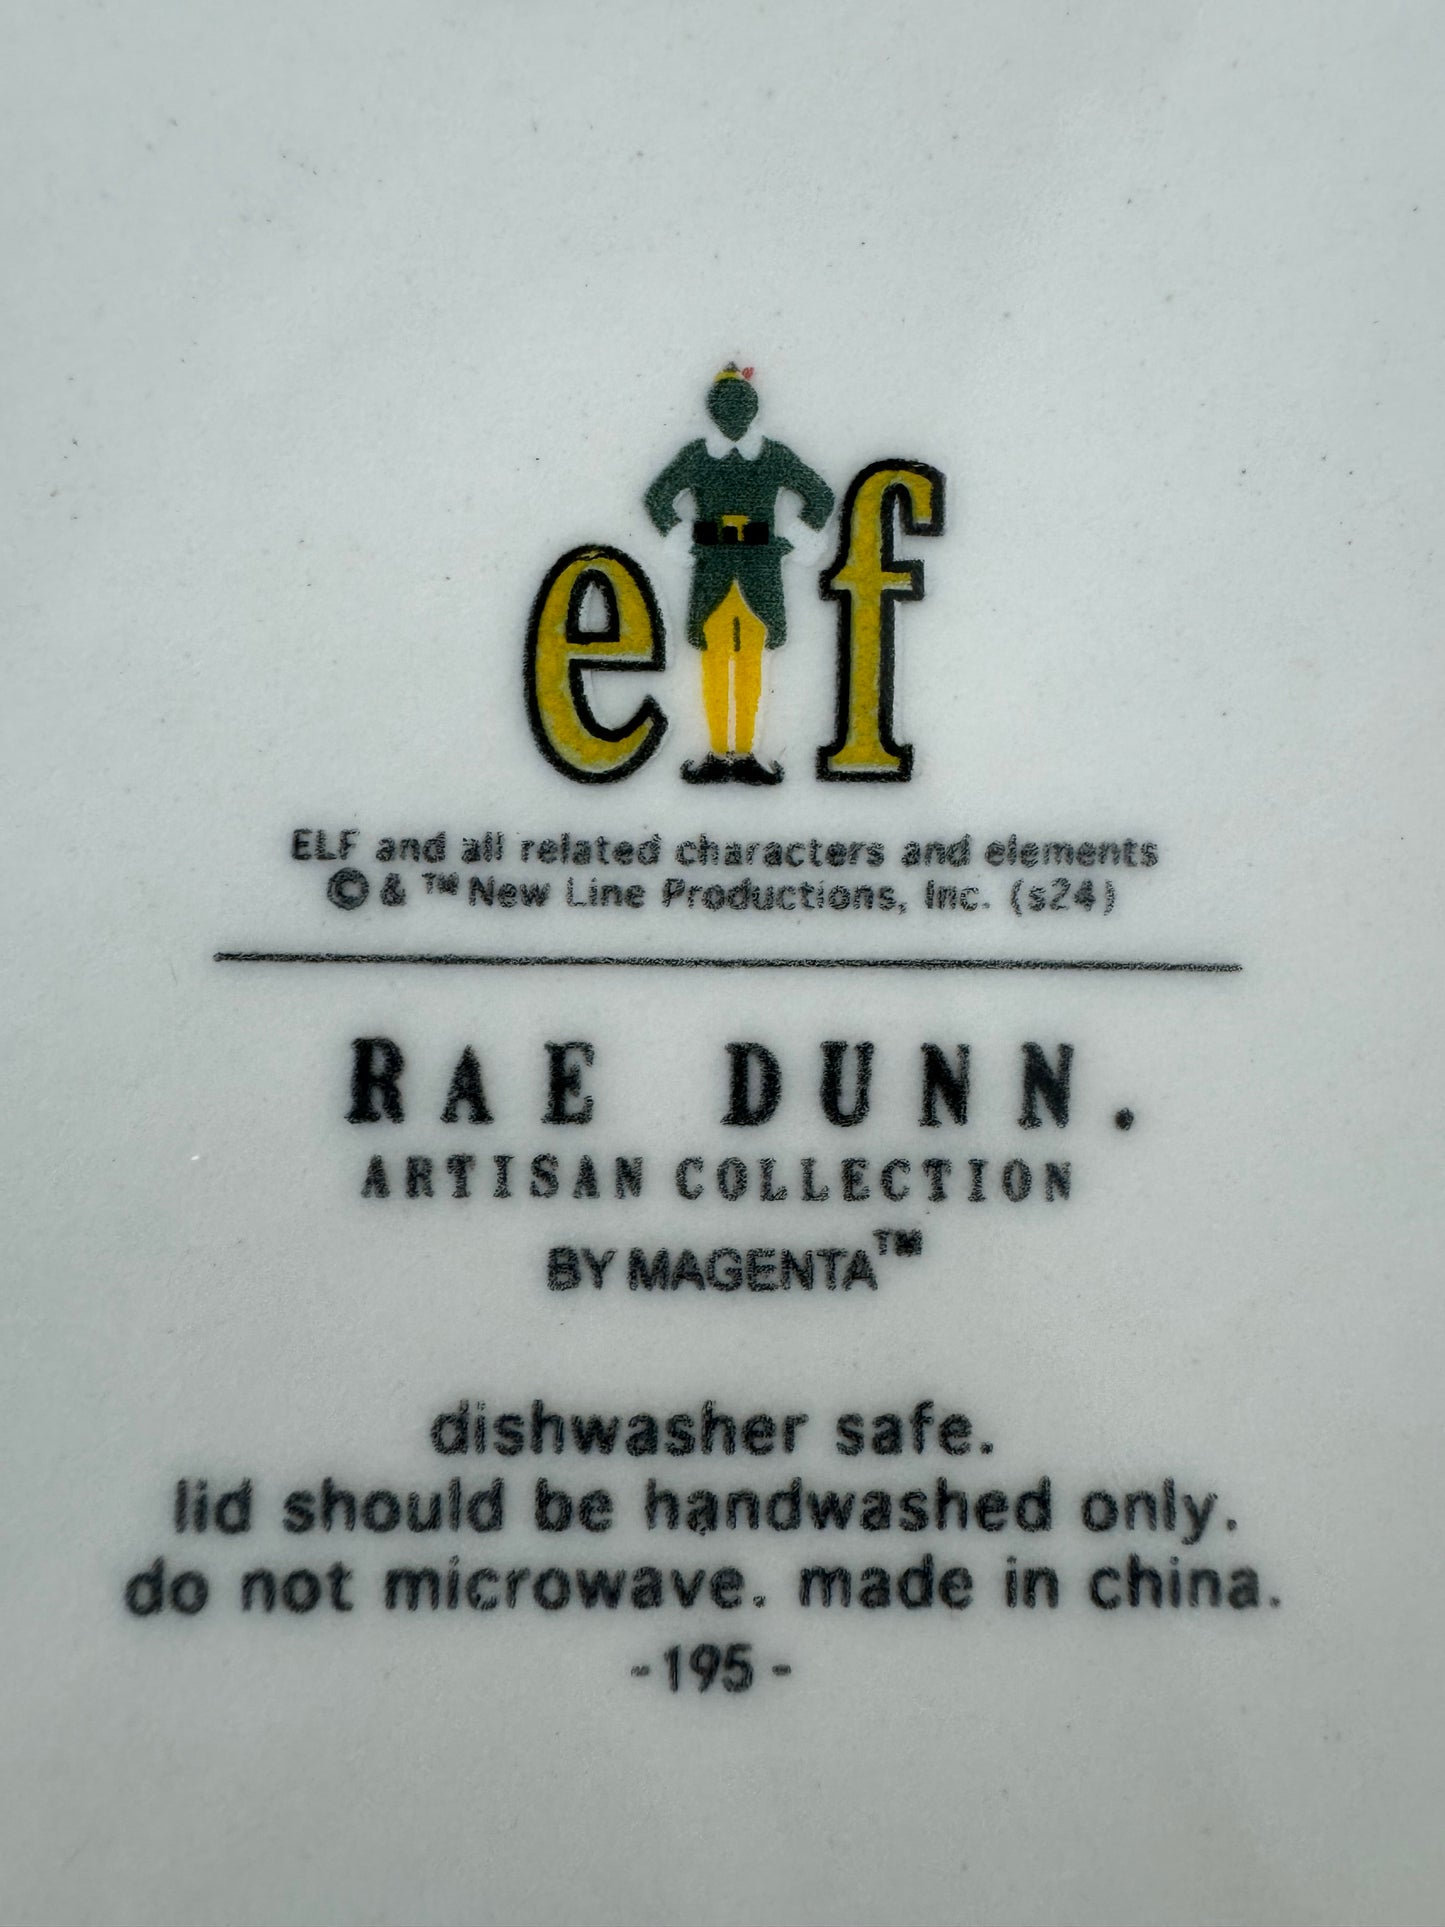 elf
ELF and all related characters and elements
© & ™ New Line Productions, Inc. (s24)
RAE DUNN.
ARTISAN COLLECTION
BY MAGENTA™
dishwasher safe.
lid should be handwashed only.
do not microwave. made in china.
-195-